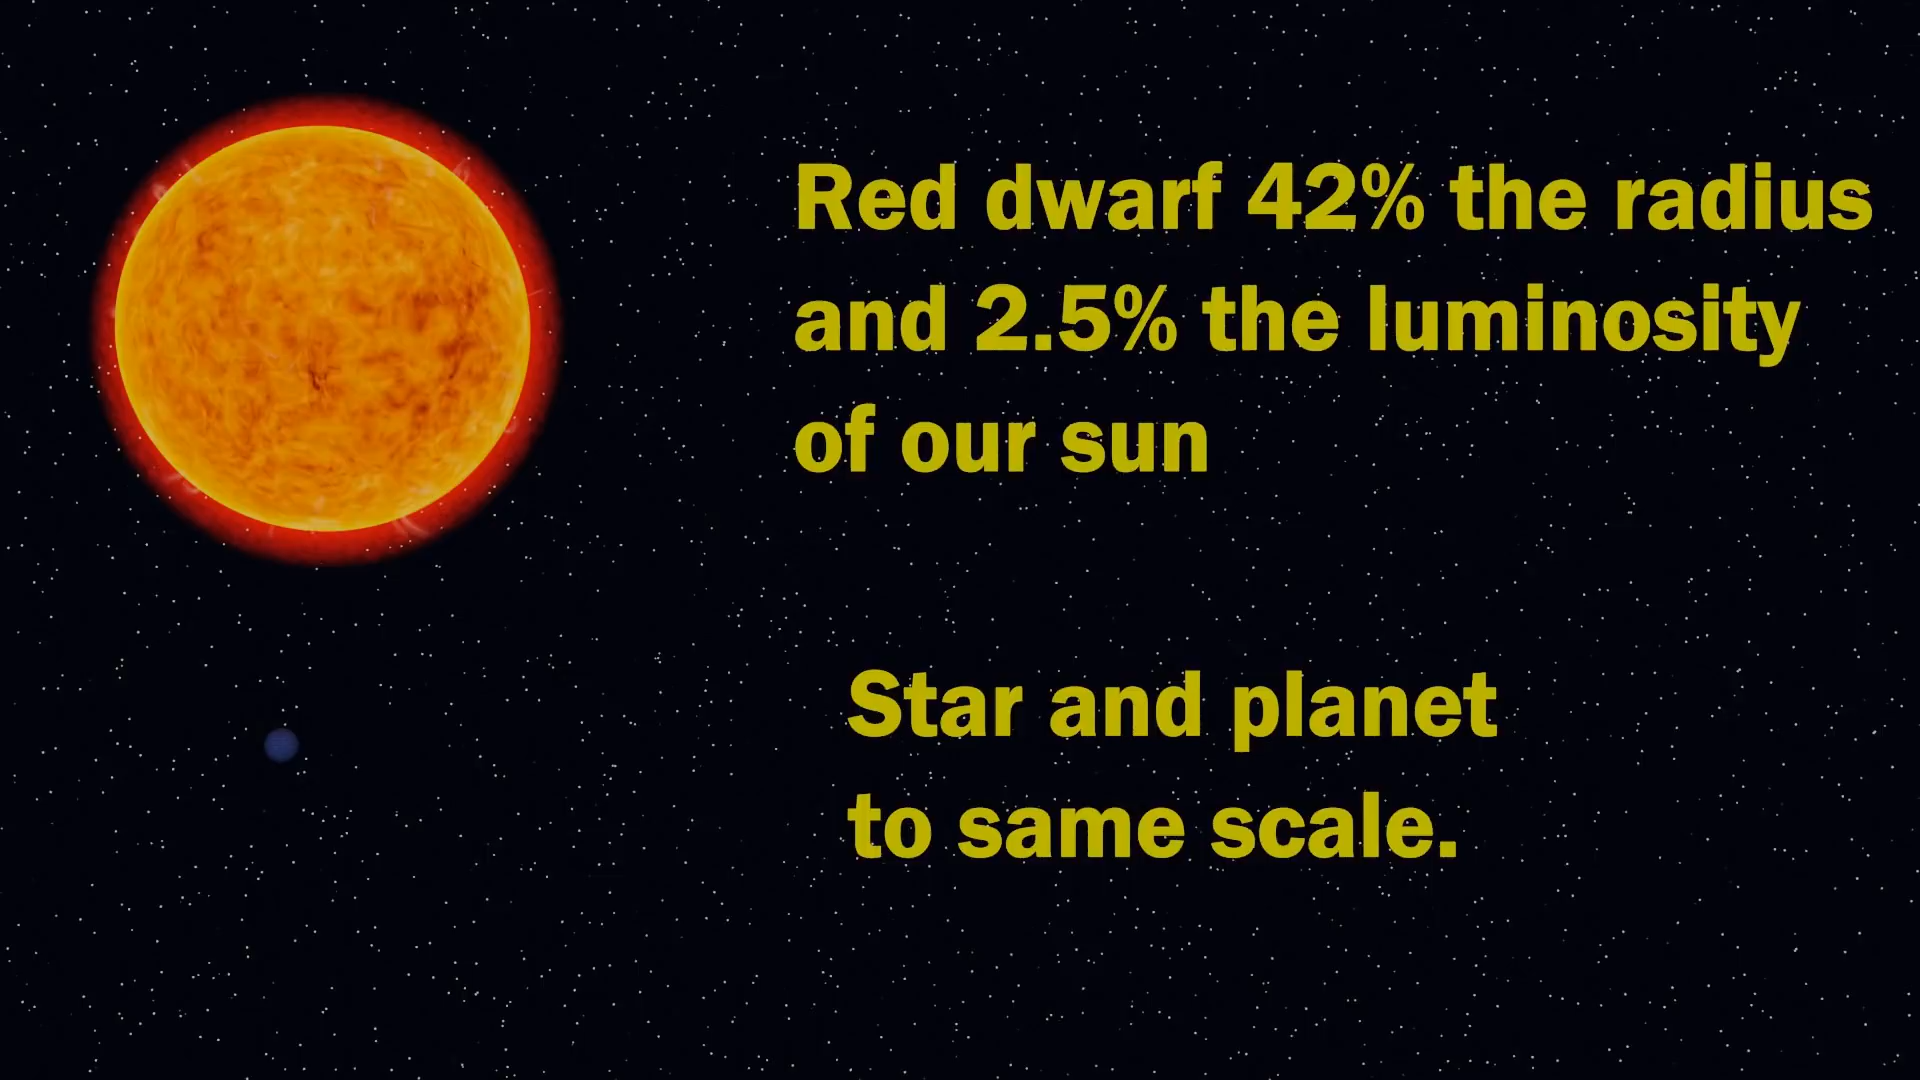 Red dwarf 42% the radius
and 2.5% the luminosity
of our sun
Star and planet
to same scale.